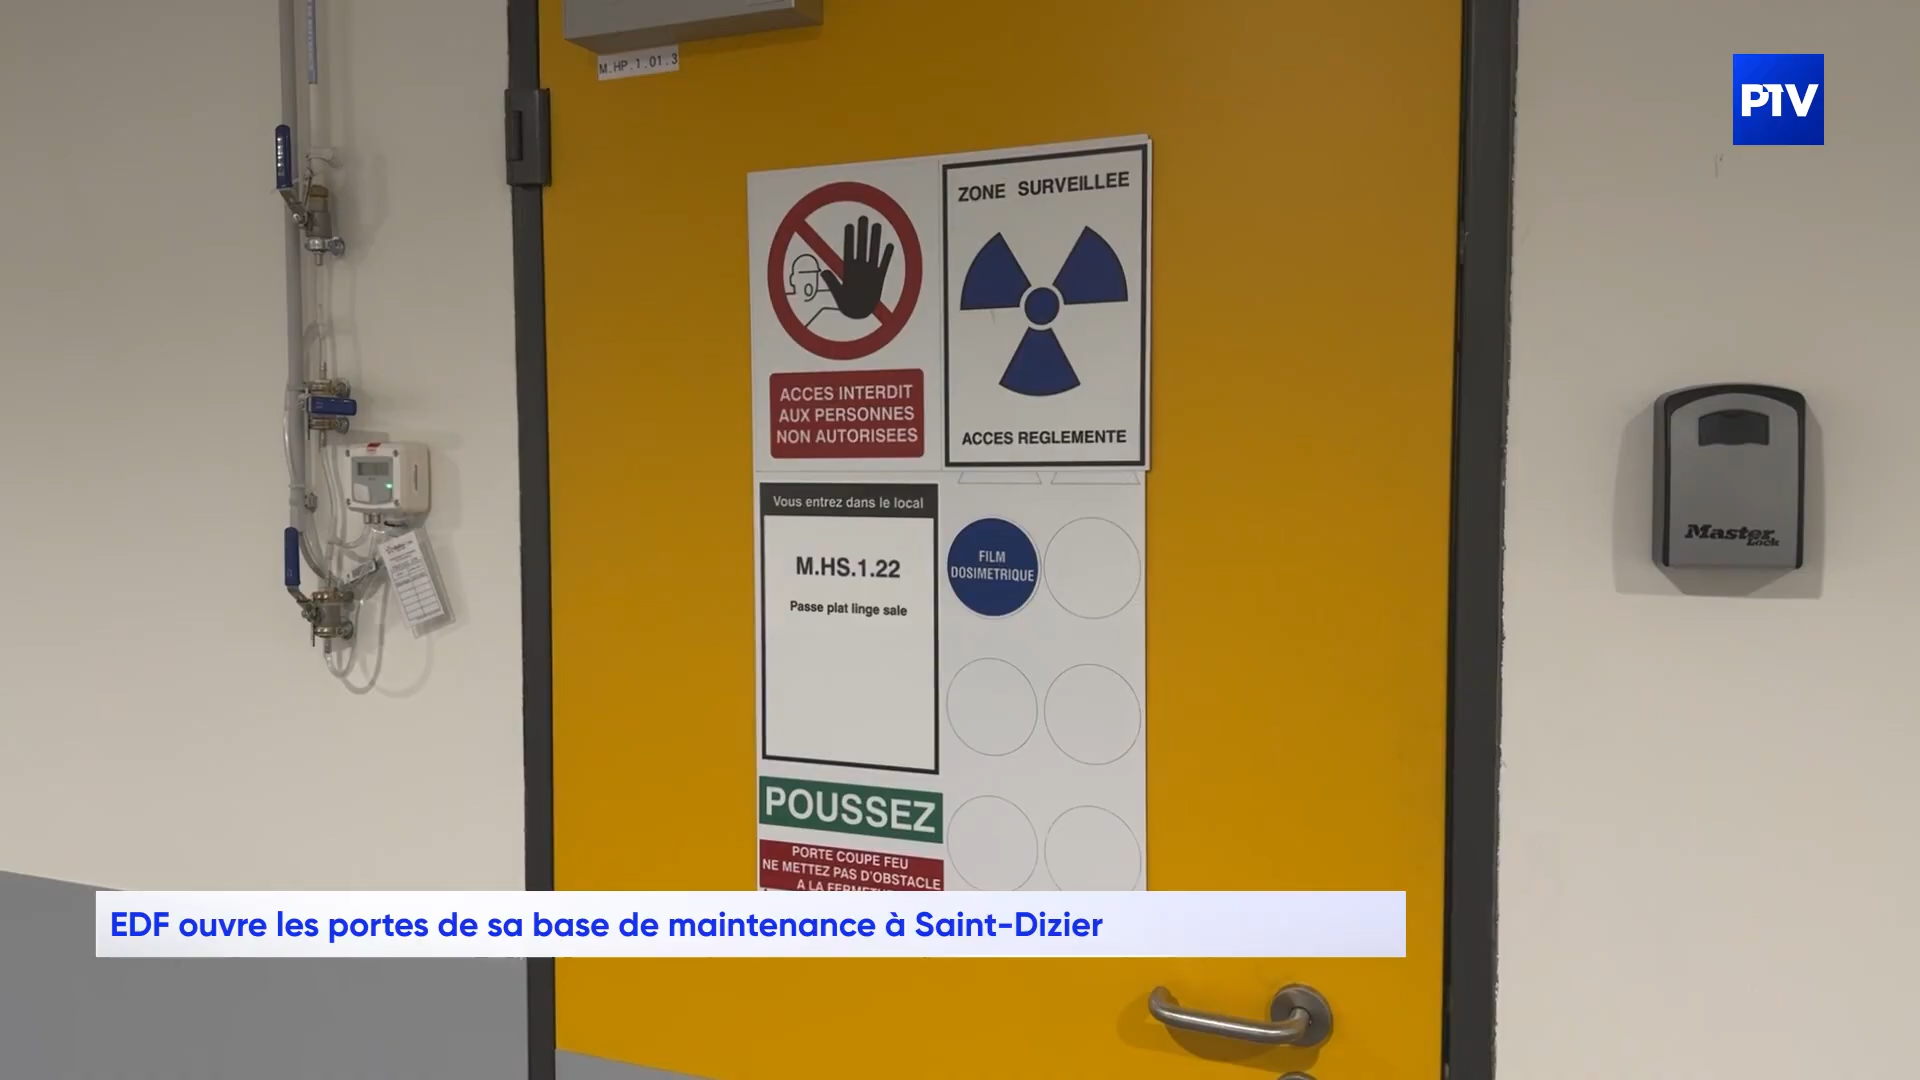 M.HP.1.01.3
PTV
ZONE SURVEILLEE
ACCES INTERDIT
AUX PERSONNES
NON AUTORISEES
ACCES REGLEMENTE
Vous entrez dans le local
M.HS.1.22
Passe plat linge sale
FILM
DOSIMETRIQUE
Master
Lock
POUSSEZ
PORTE COUPE FEU
NE METTEZ PAS D'OBSTACLE
A LA
EDF ouvre les portes de sa base de maintenance à Saint-Dizier